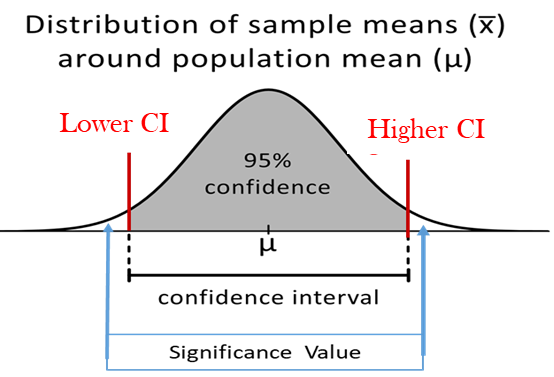 Distribution of sample means (x̅)
around population mean (μ)
Lower CI
Higher CI
95%
confidence
μ
confidence interval
Significance Value